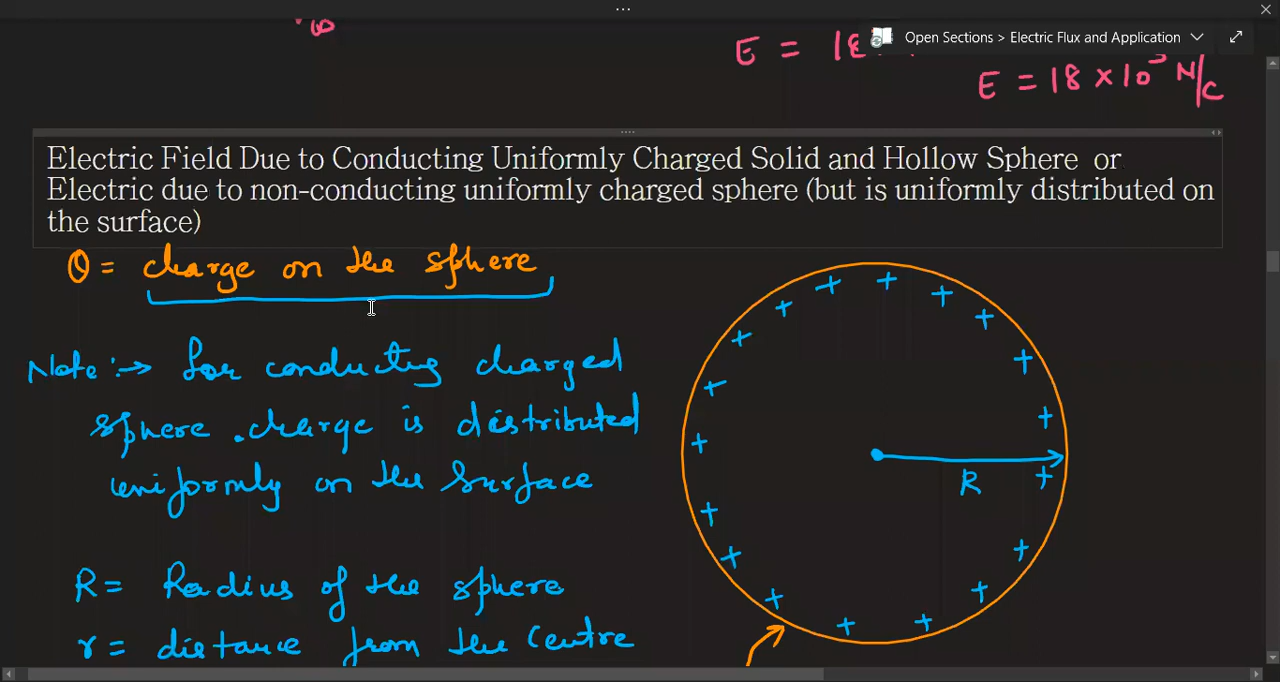 ...
Open Sections > Electric Flux and Application
E = 18
E = 18 × 10³ N/C
Electric Field Due to Conducting Uniformly Charged Solid and Hollow Sphere or
Electric due to non-conducting uniformly charged sphere (but is uniformly distributed on
the surface)
Q = charge on the sphere
Note :→ for conducting charged
sphere . charge is distributed
uniformly on the surface
R
R = Radius of the sphere
r = distance from the Centre